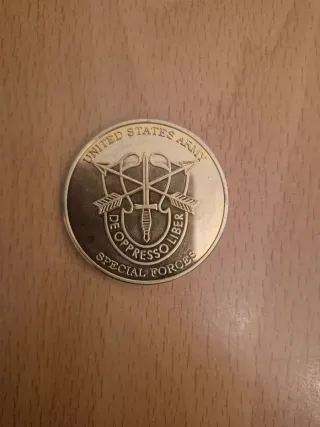 UNITED STATES ARMY
DE OPPRESSO LIBER
SPECIAL FORCES